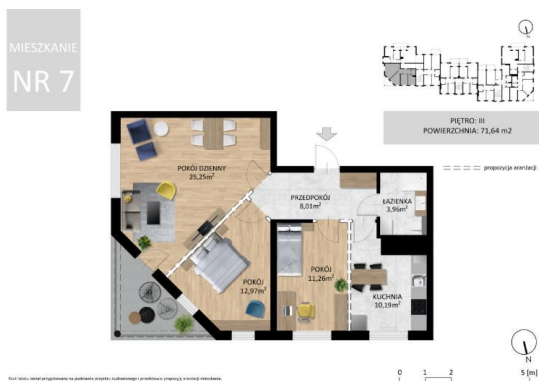 MIESZKANIE
NR 7
N
PIĘTRO: III
POWIERZCHNIA: 71,64 m2
propozycja aranżacji
POKÓJ DZIENNY
25,25m²
PRZEDPOKÓJ
8,01m²
ŁAZIENKA
3,96m²
POKÓJ
12,97m²
POKÓJ
11,26m²
KUCHNIA
10,19m²
N
0 1 2 5 [m]